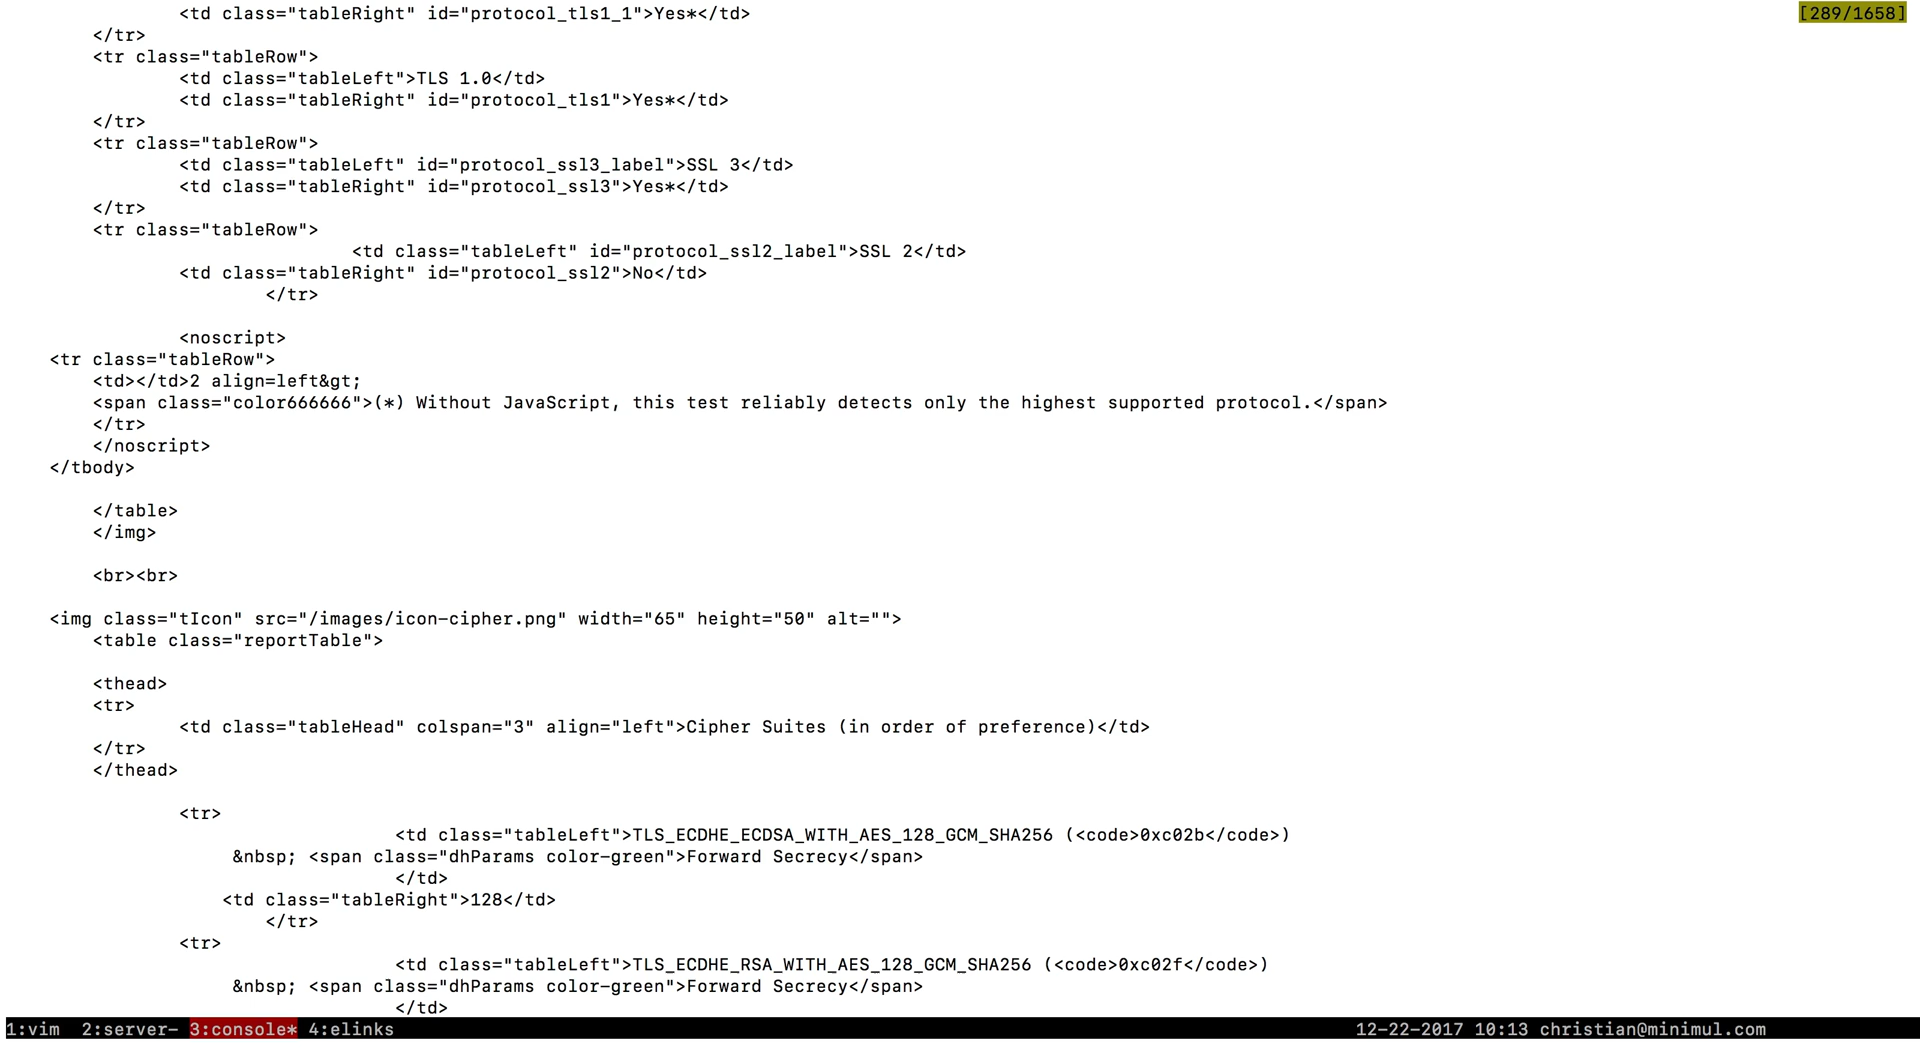 <td class="tableRight" id="protocol_tls1_1">Yes*</td>
[289/1658]
</tr>
<tr class="tableRow">
<td class="tableLeft">TLS 1.0</td>
<td class="tableRight" id="protocol_tls1">Yes*</td>
</tr>
<tr class="tableRow">
<td class="tableLeft" id="protocol_ssl3_label">SSL 3</td>
<td class="tableRight" id="protocol_ssl3">Yes*</td>
</tr>
<tr class="tableRow">
<td class="tableLeft" id="protocol_ssl2_label">SSL 2</td>
<td class="tableRight" id="protocol_ssl2">No</td>
</tr>
<noscript>
<tr class="tableRow">
<td></td>2 align=left&gt;
<span class="color666666">(*) Without JavaScript, this test reliably detects only the highest supported protocol.</span>
</tr>
</noscript>
</tbody>
</table>
</img>
<br><br>
<img class="tIcon" src="/images/icon-cipher.png" width="65" height="50" alt="">
<table class="reportTable">
<thead>
<tr>
<td class="tableHead" colspan="3" align="left">Cipher Suites (in order of preference)</td>
</tr>
</thead>
<tr>
<td class="tableLeft">TLS_ECDHE_ECDSA_WITH_AES_128_GCM_SHA256 (<code>0xc02b</code>)
&nbsp; <span class="dhParams color-green">Forward Secrecy</span>
</td>
<td class="tableRight">128</td>
</tr>
<tr>
<td class="tableLeft">TLS_ECDHE_RSA_WITH_AES_128_GCM_SHA256 (<code>0xc02f</code>)
&nbsp; <span class="dhParams color-green">Forward Secrecy</span>
</td>
1:vim 2:server- 3:console* 4:elinks 12-22-2017 10:13 christian@minimul.com